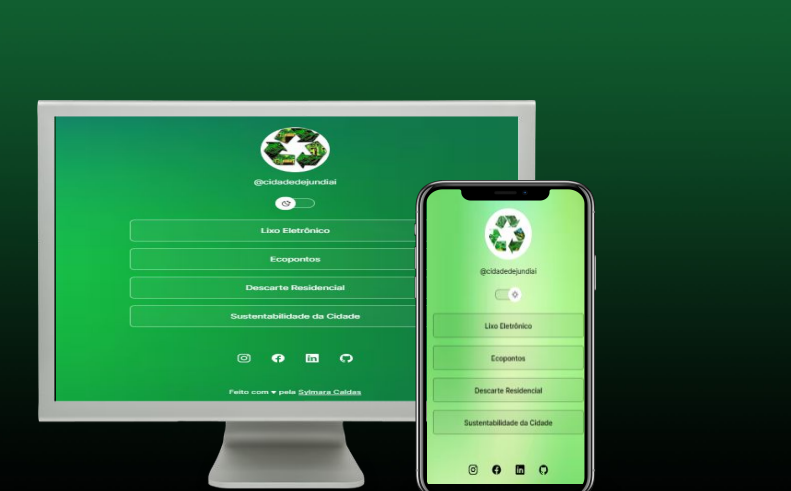 @cidadedejundiai
Lixo Eletrônico
Ecopontos
Descarte Residencial
Sustentabilidade da Cidade
Feito com ♥ pela Sylmara Caldas
@cidadedejundiai
Lixo Eletrônico
Ecopontos
Descarte Residencial
Sustentabilidade da Cidade